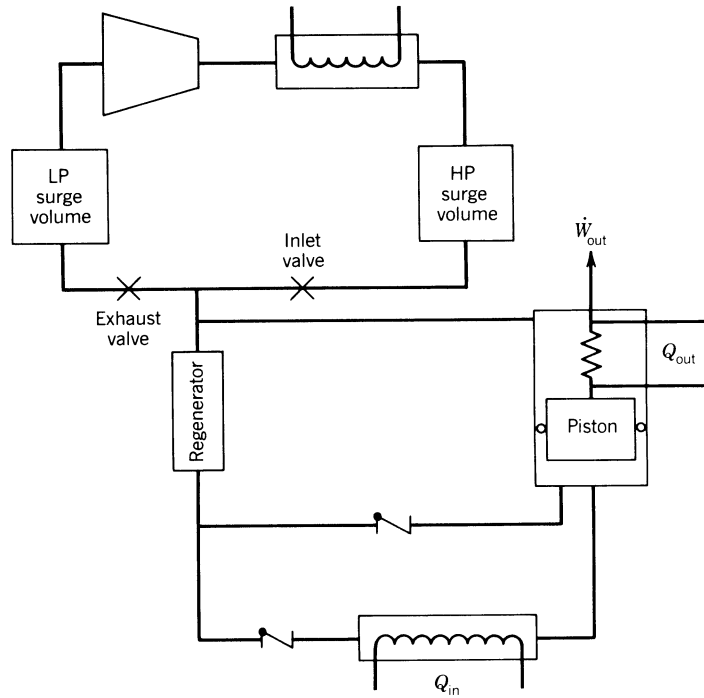 LP
surge
volume
HP
surge
volume
Inlet
valve
Exhaust
valve
Ẇout
Qout
Regenerator
Piston
Qin